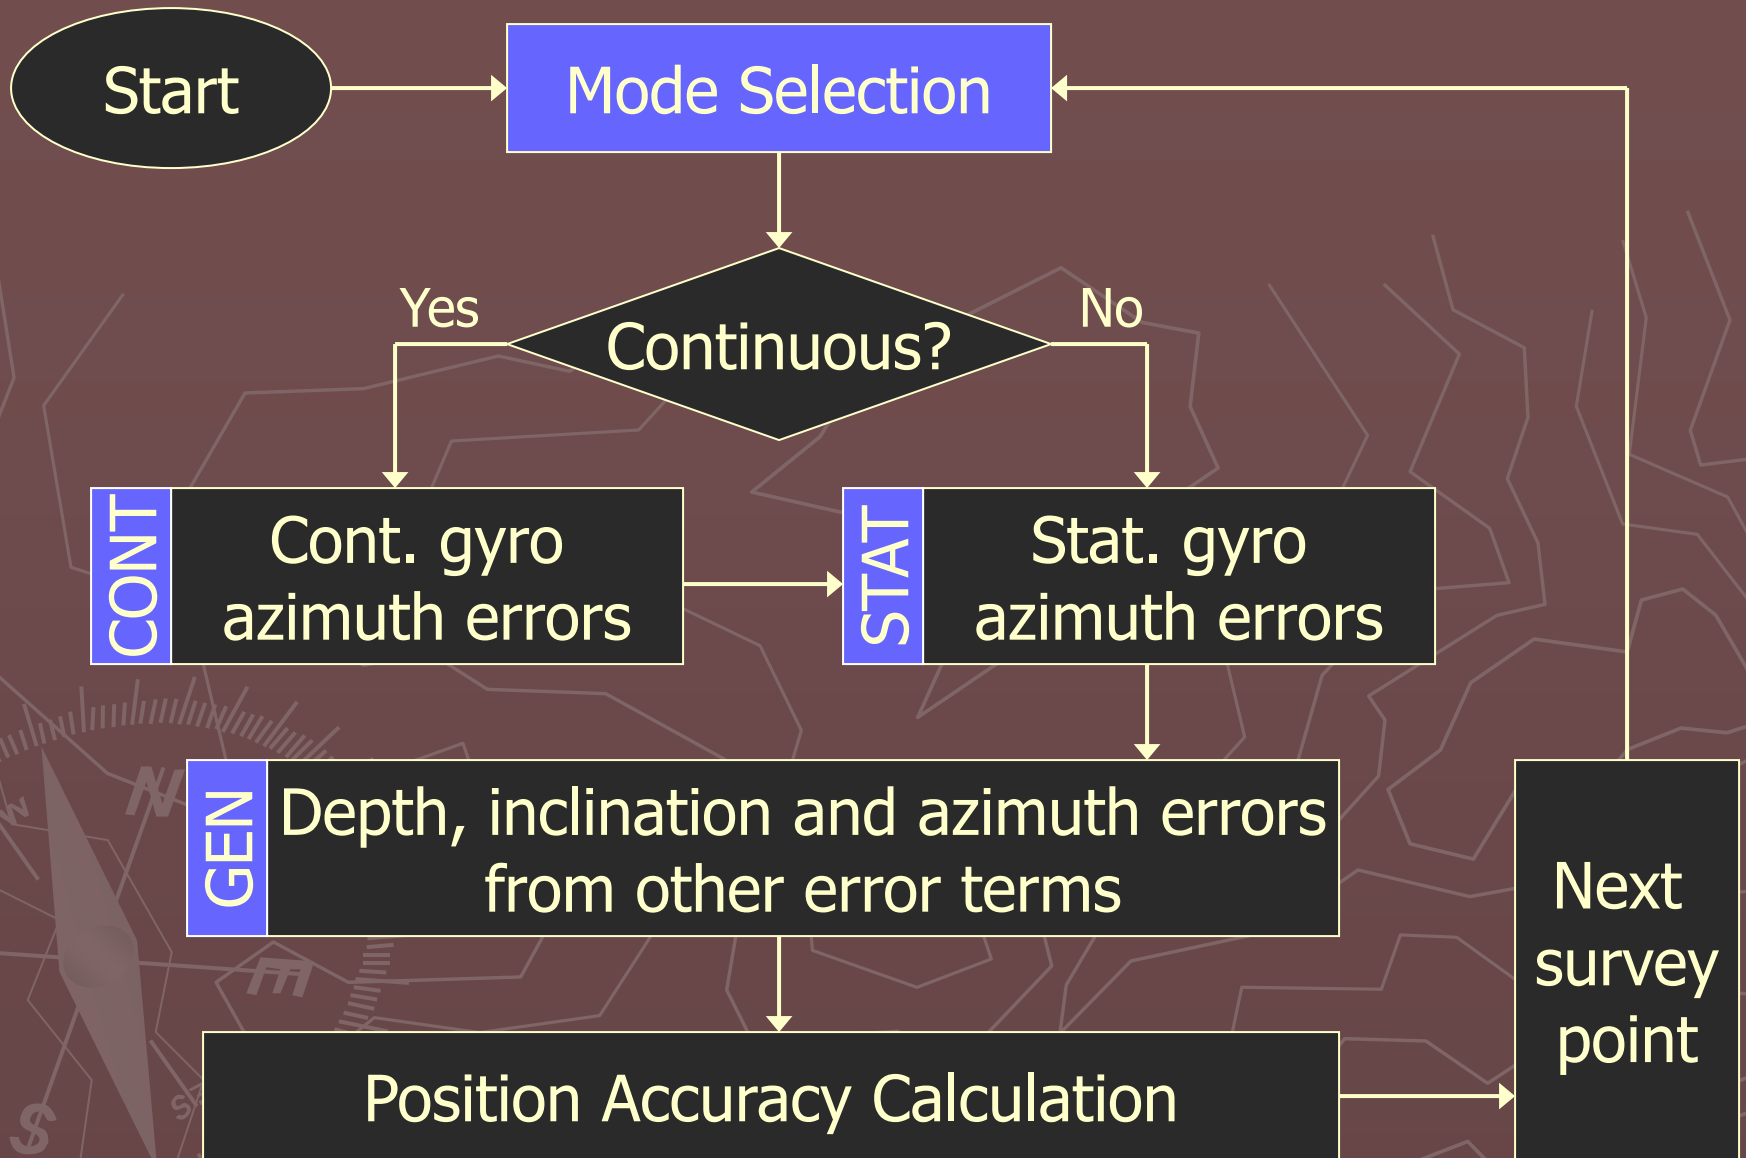 Start
Mode Selection
Yes
Continuous?
No
CONT
Cont. gyro
azimuth errors
STAT
Stat. gyro
azimuth errors
GEN
Depth, inclination and azimuth errors
from other error terms
Next
survey
point
Position Accuracy Calculation
N
E
S